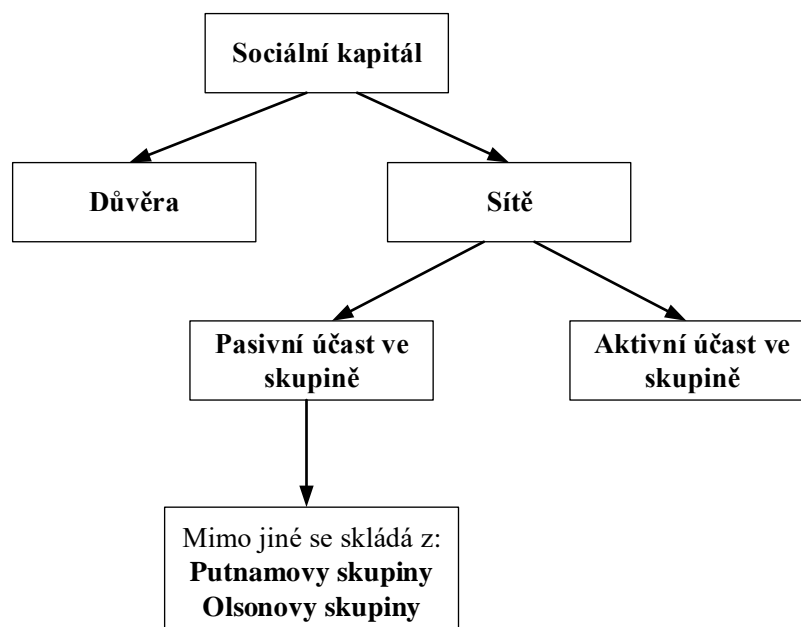 Sociální kapitál
Důvěra
Sítě
Pasivní účast ve
skupině
Aktivní účast ve
skupině
Mimo jiné se skládá z:
Putnamovy skupiny
Olsonovy skupiny